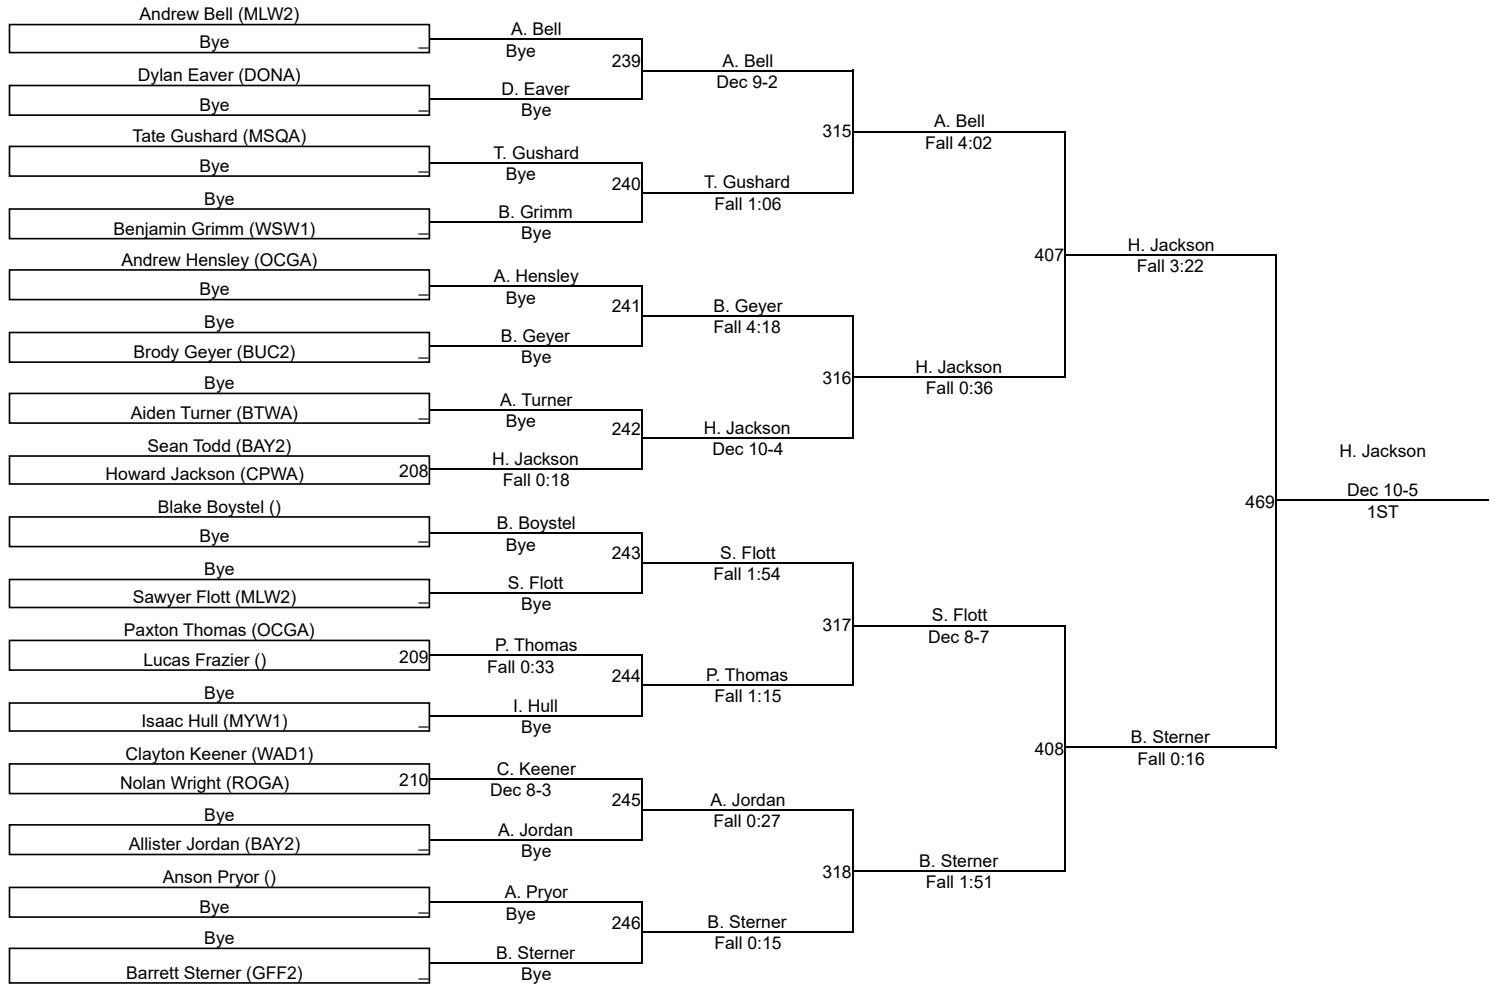 Andrew Bell (MLW2)
Bye
A. Bell
Bye
239
Dylan Eaver (DONA)
Bye
D. Eaver
Bye
A. Bell
Dec 9-2
Tate Gushard (MSQA)
Bye
T. Gushard
Bye
240
Bye
Benjamin Grimm (WSW1)
B. Grimm
Bye
T. Gushard
Fall 1:06
315
A. Bell
Fall 4:02
Andrew Hensley (OCGA)
Bye
A. Hensley
Bye
241
Bye
Brody Geyer (BUC2)
B. Geyer
Bye
B. Geyer
Fall 4:18
Bye
Aiden Turner (BTWA)
A. Turner
Bye
242
Sean Todd (BAY2)
Howard Jackson (CPWA)
208
H. Jackson
Fall 0:18
H. Jackson
Dec 10-4
316
H. Jackson
Fall 0:36
407
H. Jackson
Fall 3:22
Blake Boystel ()
Bye
B. Boystel
Bye
243
Bye
Sawyer Flott (MLW2)
S. Flott
Bye
S. Flott
Fall 1:54
Paxton Thomas (OCGA)
Lucas Frazier ()
209
P. Thomas
Fall 0:33
244
Bye
Isaac Hull (MYW1)
I. Hull
Bye
P. Thomas
Fall 1:15
317
S. Flott
Dec 8-7
Clayton Keener (WAD1)
Nolan Wright (ROGA)
210
C. Keener
Dec 8-3
245
Bye
Allister Jordan (BAY2)
A. Jordan
Bye
A. Jordan
Fall 0:27
Anson Pryor ()
Bye
A. Pryor
Bye
246
Bye
Barrett Sterner (GFF2)
B. Sterner
Bye
B. Sterner
Fall 0:15
318
B. Sterner
Fall 1:51
408
B. Sterner
Fall 0:16
469
H. Jackson
Dec 10-5
1ST